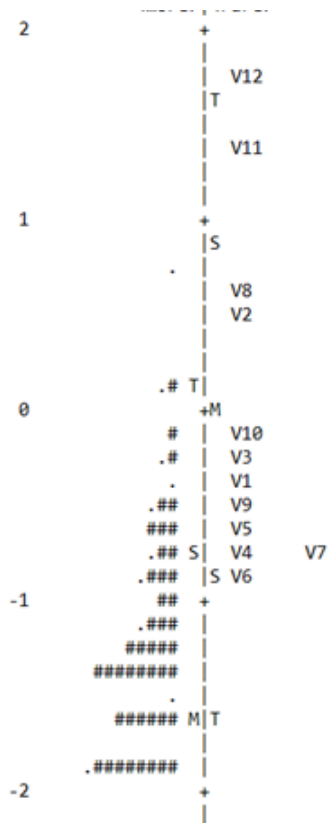 2 +
|
| V12
|T
|
| V11
|
|
1 +
|S
. |
| V8
| V2
|
|
.# T|
0 +M
# | V10
.# | V3
. | V1
.## | V9
### | V5
.## S| V4 V7
.### |S V6
-1 ## +
.### |
##### |
######## |
. |
###### M|T
|
.######## |
-2 +
|